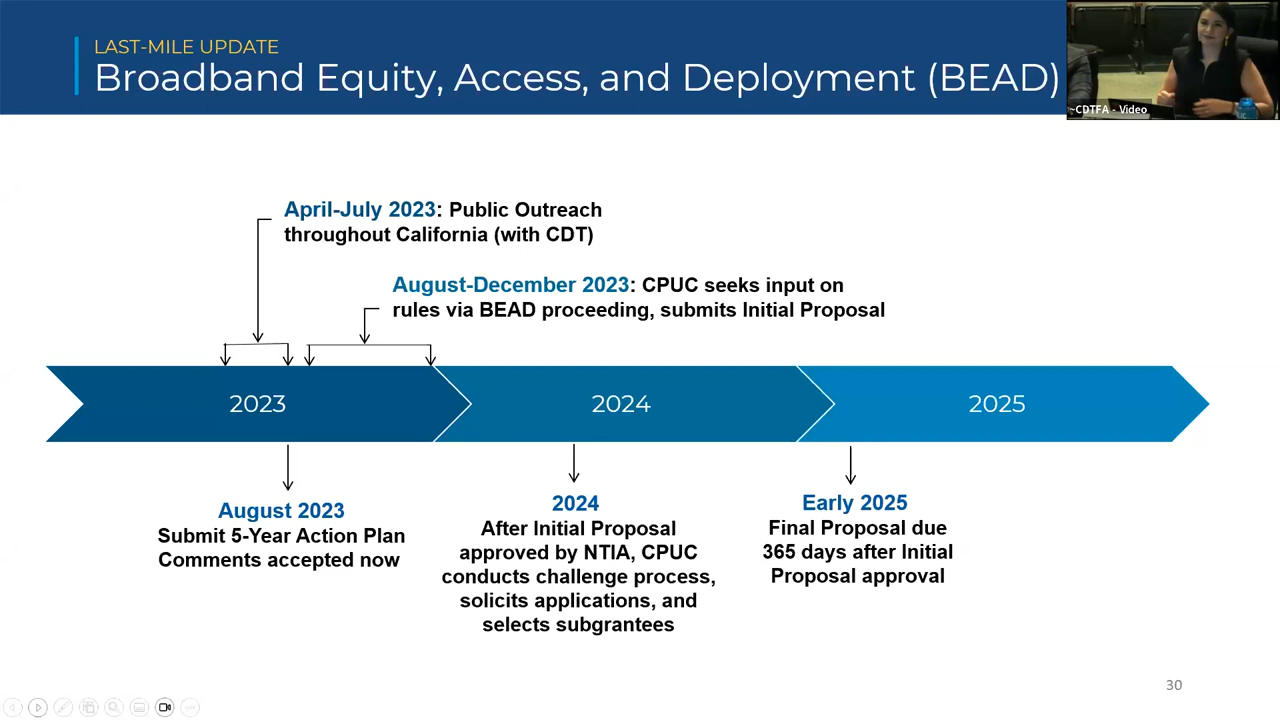 LAST-MILE UPDATE
Broadband Equity, Access, and Deployment (BEAD)
~CDTFA - Video
April-July 2023: Public Outreach
throughout California (with CDT)
August-December 2023: CPUC seeks input on
rules via BEAD proceeding, submits Initial Proposal
2023
2024
2025
August 2023
Submit 5-Year Action Plan
Comments accepted now
2024
After Initial Proposal
approved by NTIA, CPUC
conducts challenge process,
solicits applications, and
selects subgrantees
Early 2025
Final Proposal due
365 days after Initial
Proposal approval
30